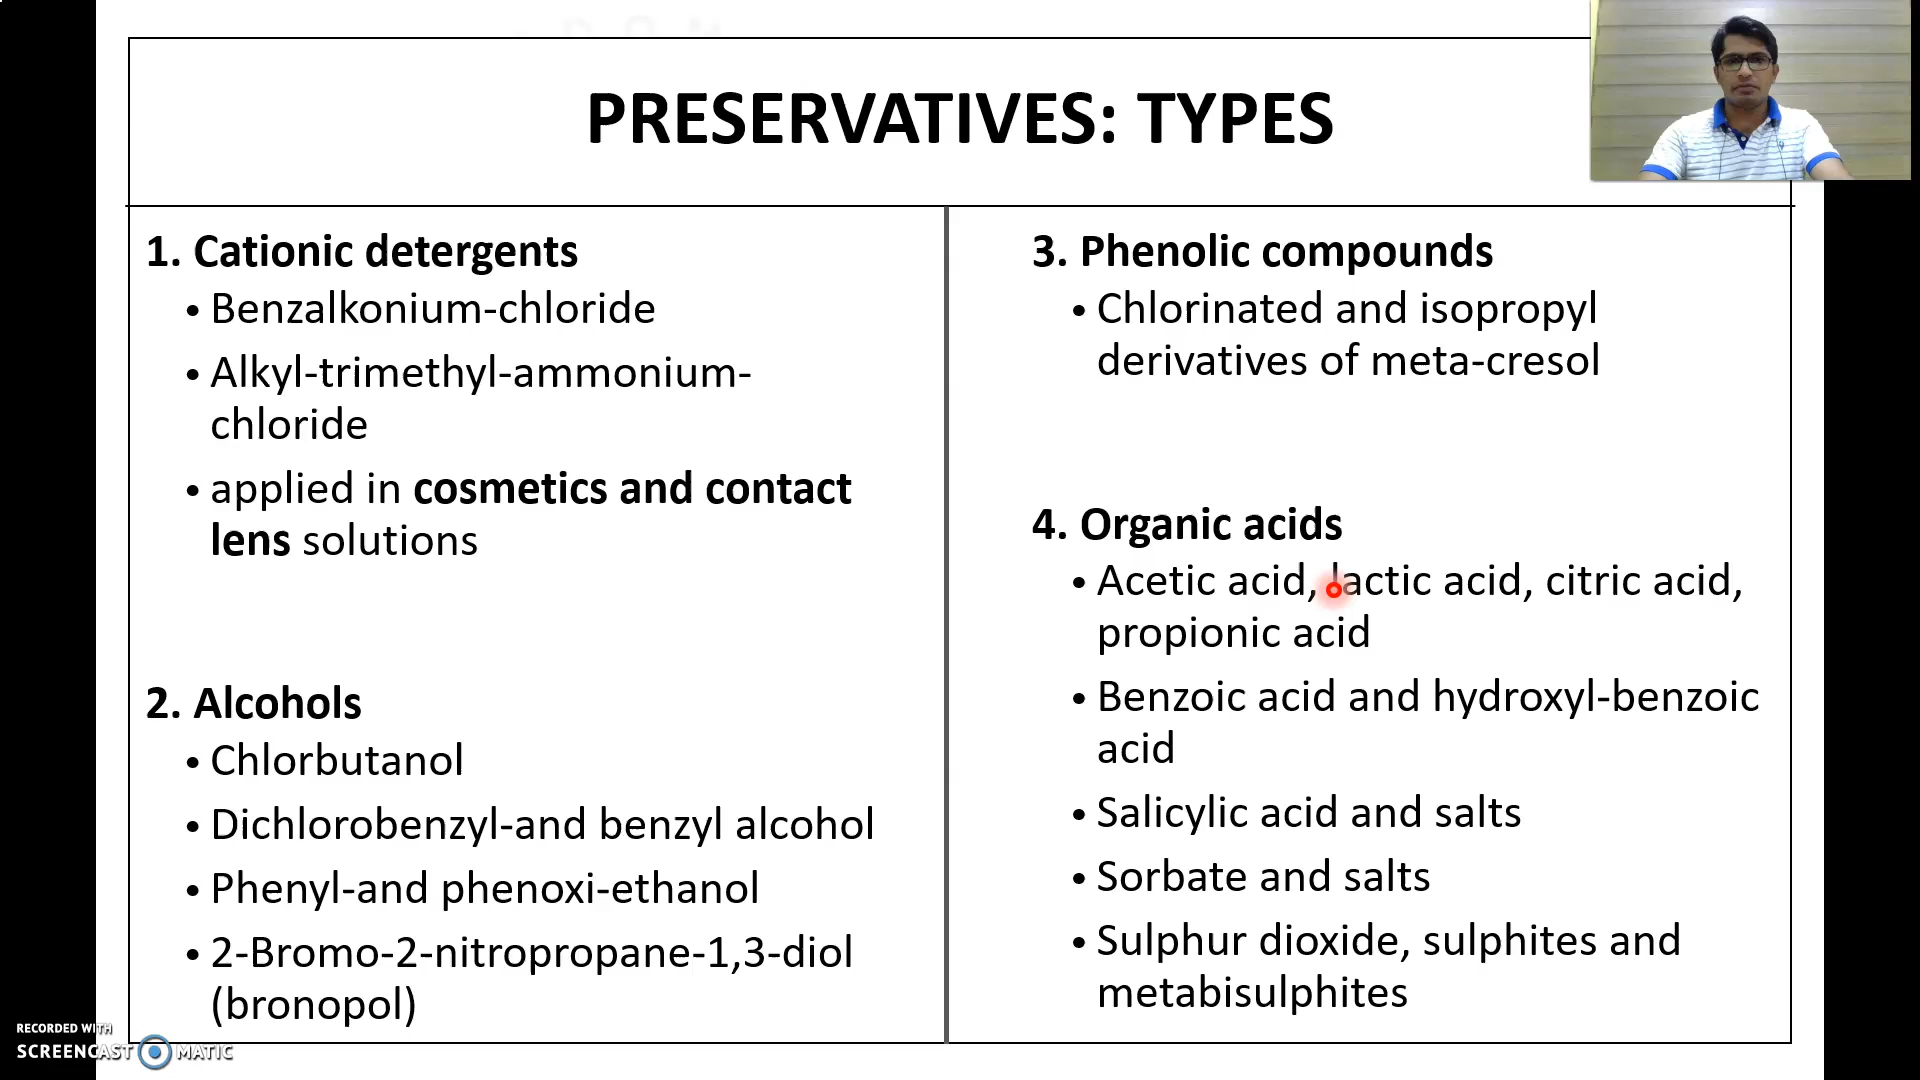 PRESERVATIVES: TYPES
1. Cationic detergents
• Benzalkonium-chloride
• Alkyl-trimethyl-ammonium-
chloride
• applied in cosmetics and contact
lens solutions
2. Alcohols
• Chlorbutanol
• Dichlorobenzyl-and benzyl alcohol
• Phenyl-and phenoxi-ethanol
• 2-Bromo-2-nitropropane-1,3-diol
(bronopol)
3. Phenolic compounds
• Chlorinated and isopropyl
derivatives of meta-cresol
4. Organic acids
• Acetic acid, lactic acid, citric acid,
propionic acid
• Benzoic acid and hydroxyl-benzoic
acid
• Salicylic acid and salts
• Sorbate and salts
• Sulphur dioxide, sulphites and
metabisulphites
RECORDED WITH
SCREENCAST MATIC